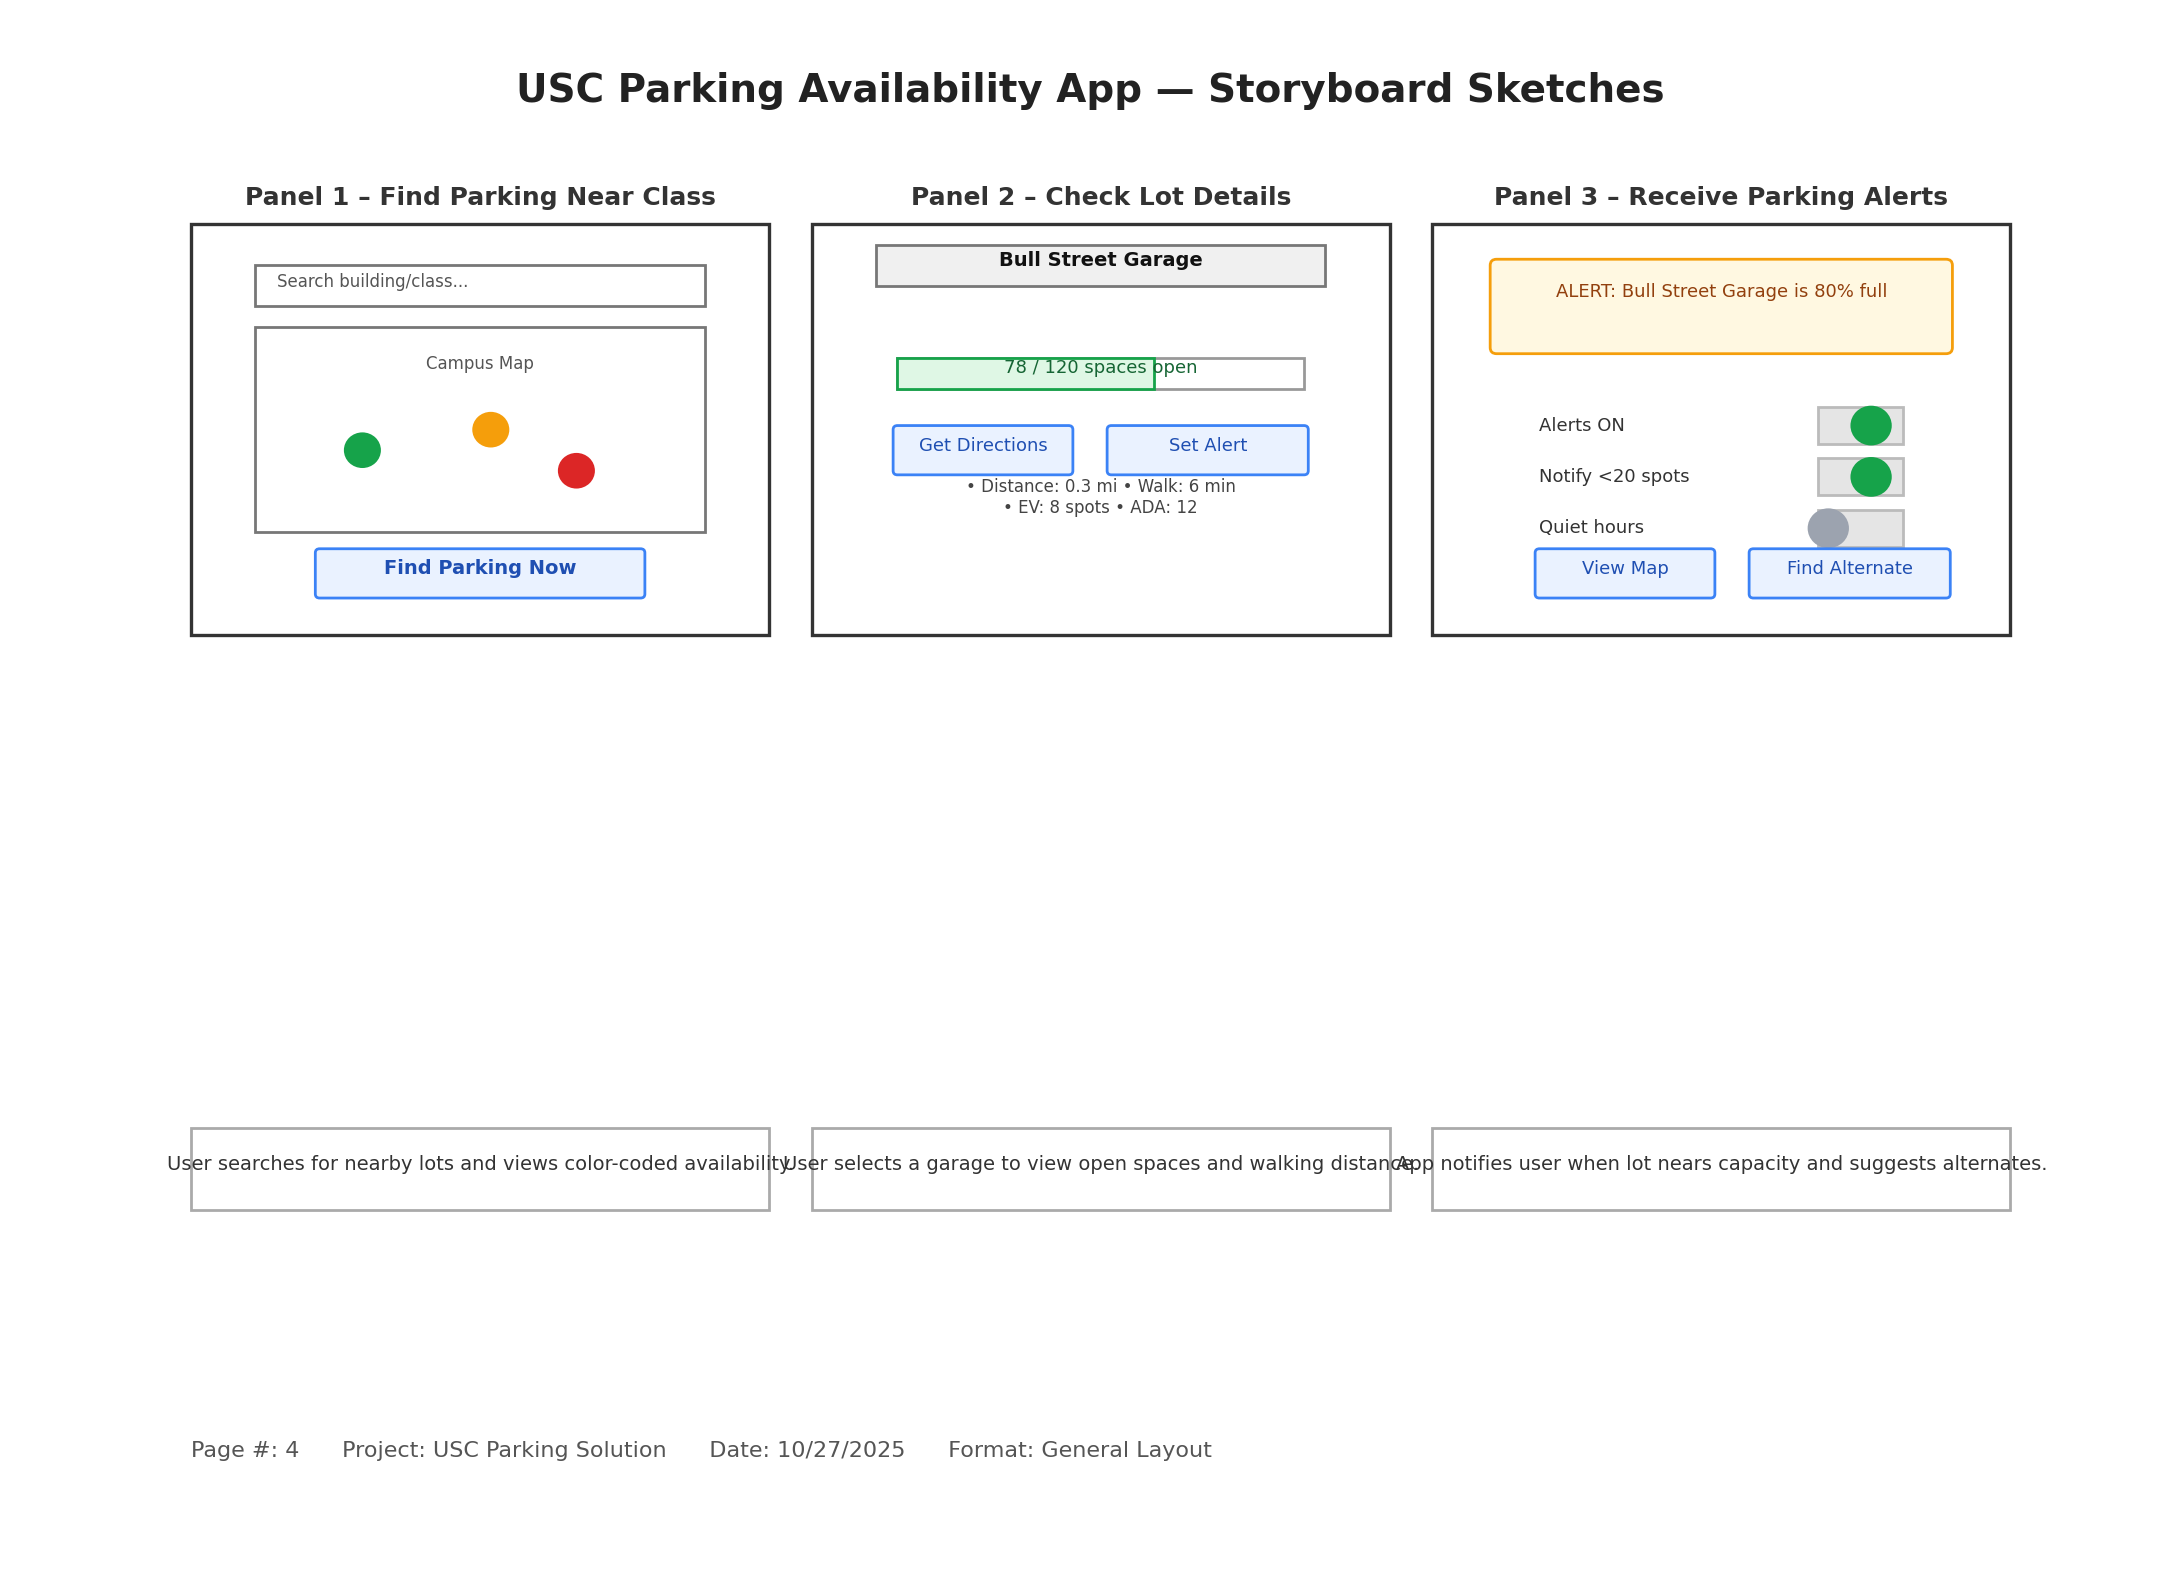 USC Parking Availability App — Storyboard Sketches
Panel 1 – Find Parking Near Class
Search building/class...
Campus Map
Find Parking Now
Panel 2 – Check Lot Details
Bull Street Garage
78 / 120 spaces open
Get Directions
Set Alert
• Distance: 0.3 mi • Walk: 6 min
• EV: 8 spots • ADA: 12
Panel 3 – Receive Parking Alerts
ALERT: Bull Street Garage is 80% full
Alerts ON
Notify <20 spots
Quiet hours
View Map
Find Alternate
User searches for nearby lots and views color-coded availability.
User selects a garage to view open spaces and walking distance.
App notifies user when lot nears capacity and suggests alternates.
Page #: 4 Project: USC Parking Solution Date: 10/27/2025 Format: General Layout